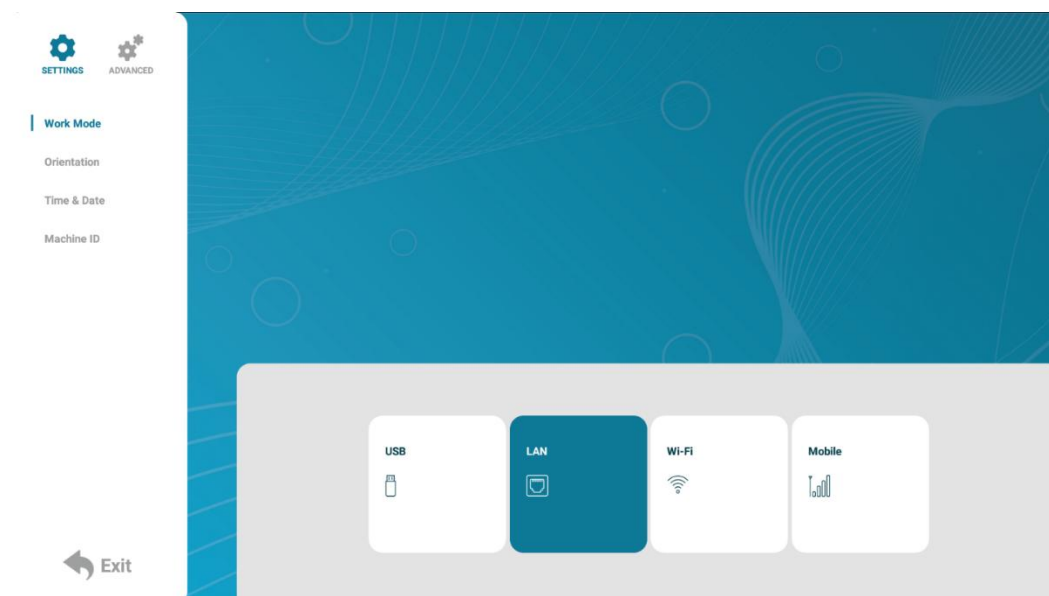 SETTINGS ADVANCED
Work Mode
Orientation
Time & Date
Machine ID
USB
LAN
Wi-Fi
Mobile
Exit